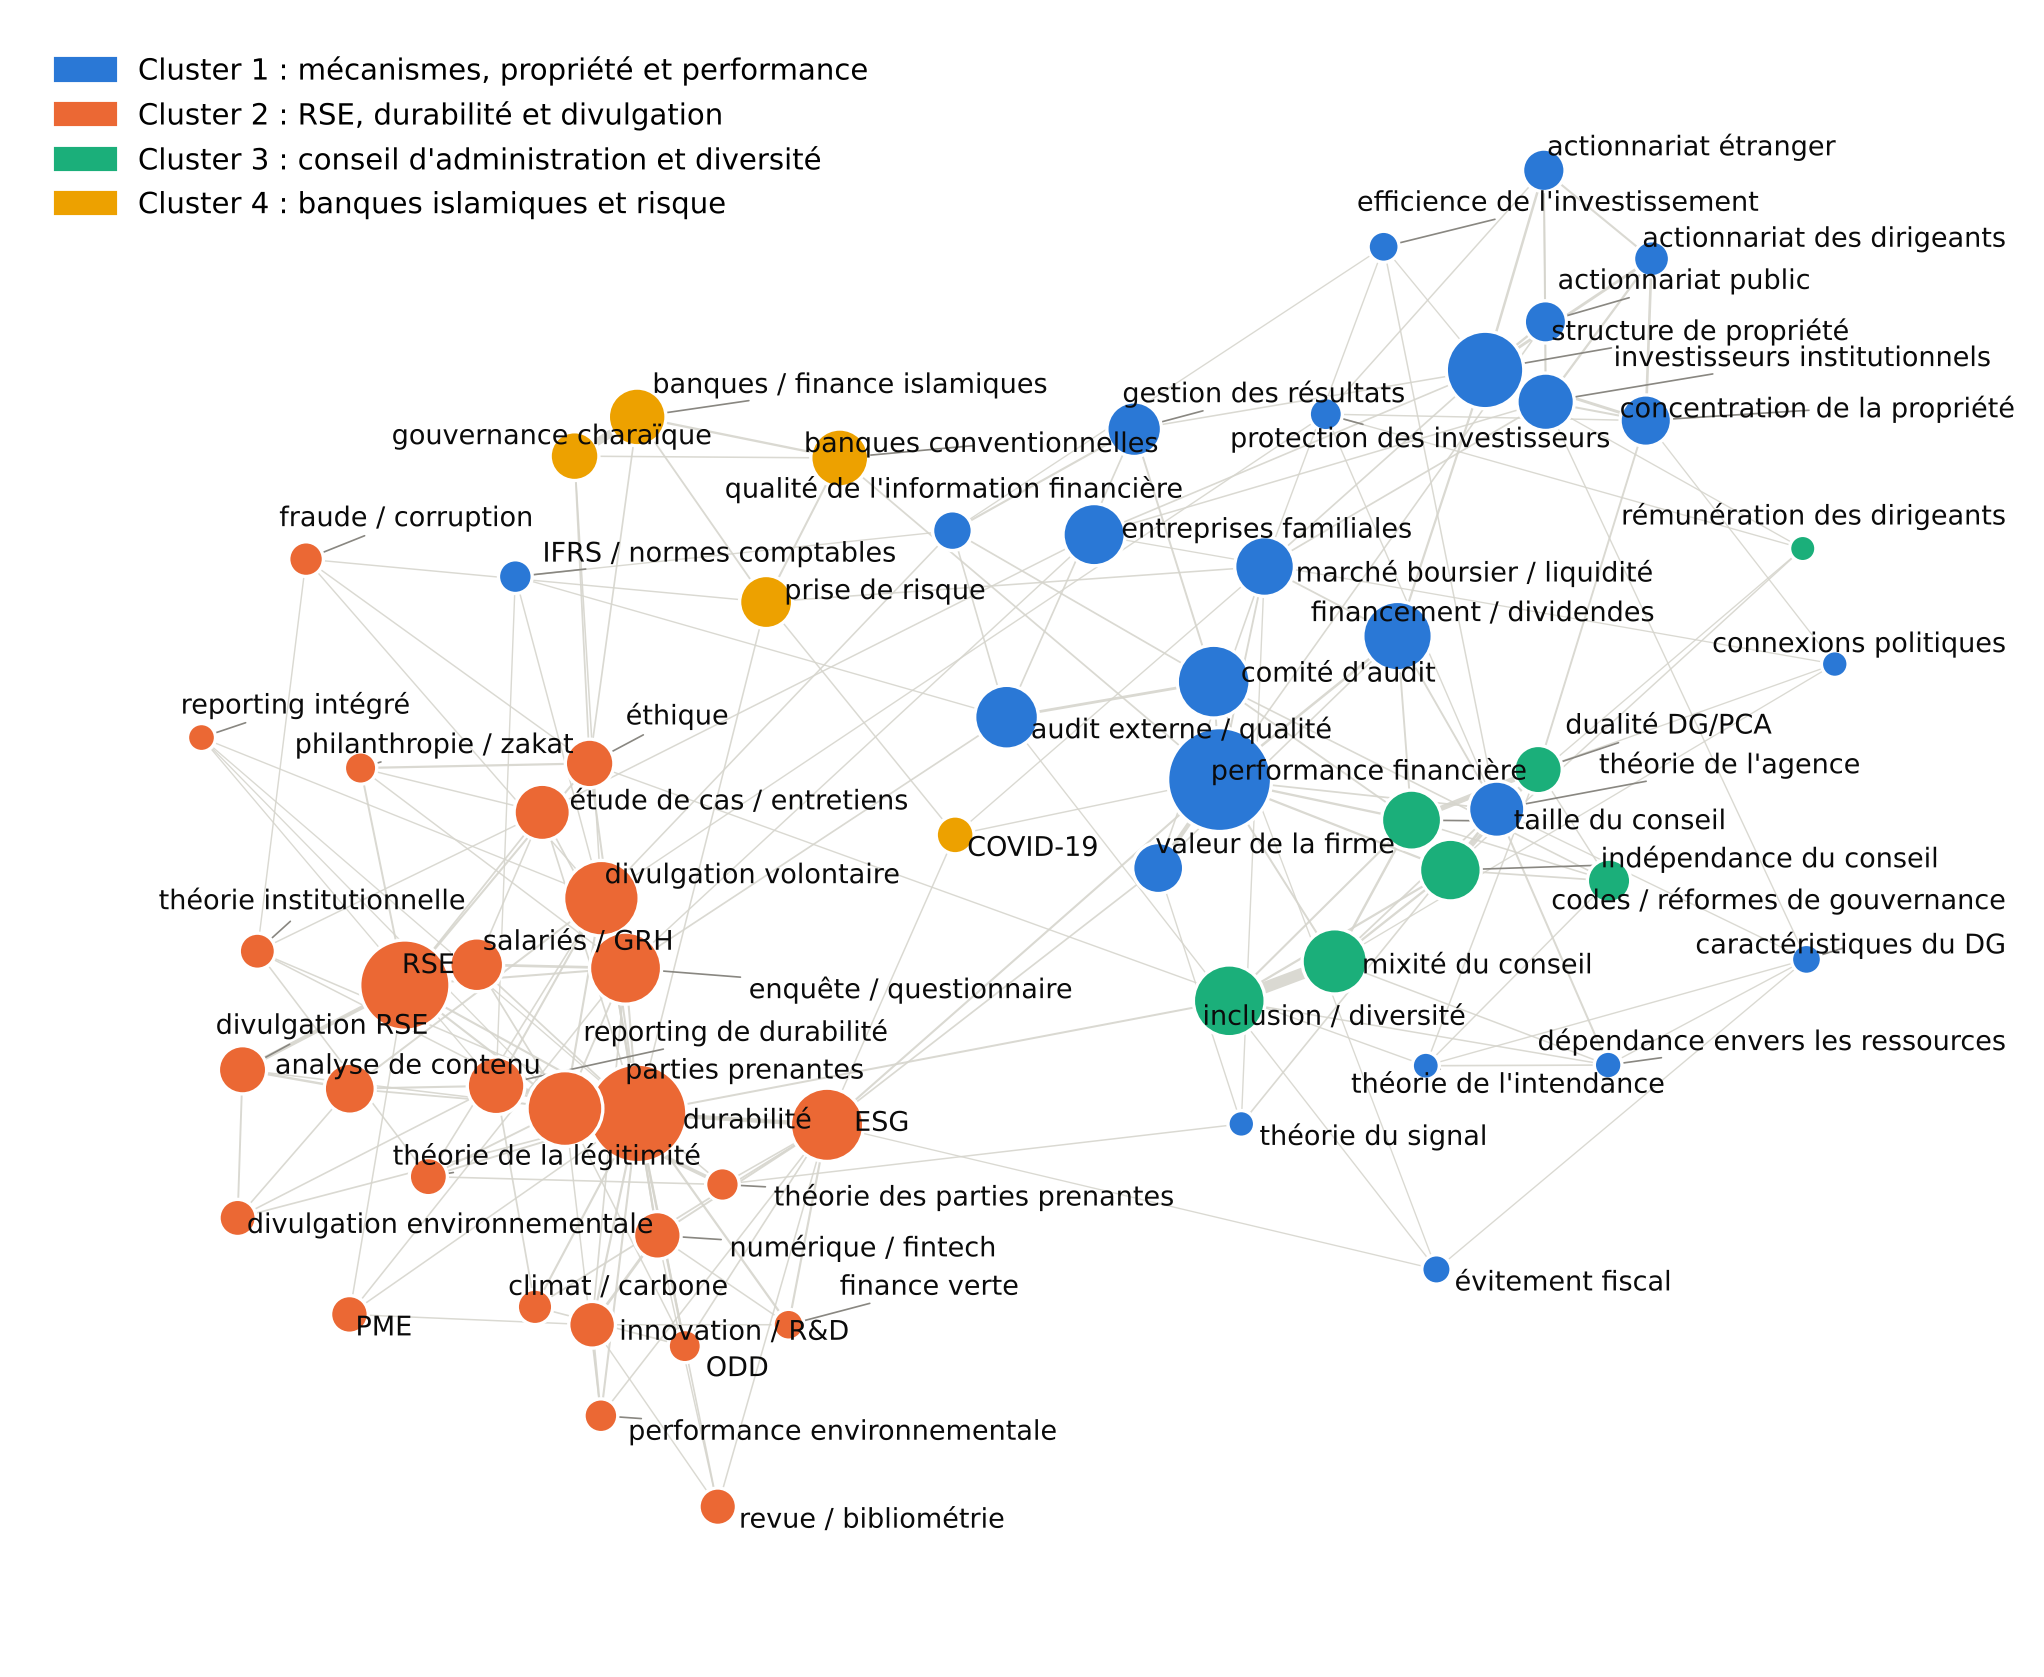 Cluster 1 : mécanismes, propriété et performance
Cluster 2 : RSE, durabilité et divulgation
Cluster 3 : conseil d'administration et diversité
Cluster 4 : banques islamiques et risque
actionnariat étranger
efficience de l'investissement
actionnariat des dirigeants
actionnariat public
structure de propriété
investisseurs institutionnels
banques / finance islamiques
gestion des résultats
concentration de la propriété
gouvernance charaïque
banques conventionnelles
protection des investisseurs
qualité de l'information financière
fraude / corruption
rémunération des dirigeants
entreprises familiales
IFRS / normes comptables
marché boursier / liquidité
prise de risque
financement / dividendes
connexions politiques
comité d'audit
reporting intégré
éthique
audit externe / qualité
dualité DG/PCA
philanthropie / zakat
performance financière
théorie de l'agence
étude de cas / entretiens
taille du conseil
COVID-19
valeur de la firme
indépendance du conseil
divulgation volontaire
théorie institutionnelle
codes / réformes de gouvernance
salariés / GRH
caractéristiques du DG
RSE
mixité du conseil
enquête / questionnaire
inclusion / diversité
divulgation RSE
reporting de durabilité
dépendance envers les ressources
analyse de contenu
parties prenantes
théorie de l'intendance
durabilité
ESG
théorie du signal
théorie de la légitimité
théorie des parties prenantes
divulgation environnementale
numérique / fintech
climat / carbone
finance verte
évitement fiscal
PME
innovation / R&D
ODD
performance environnementale
revue / bibliométrie